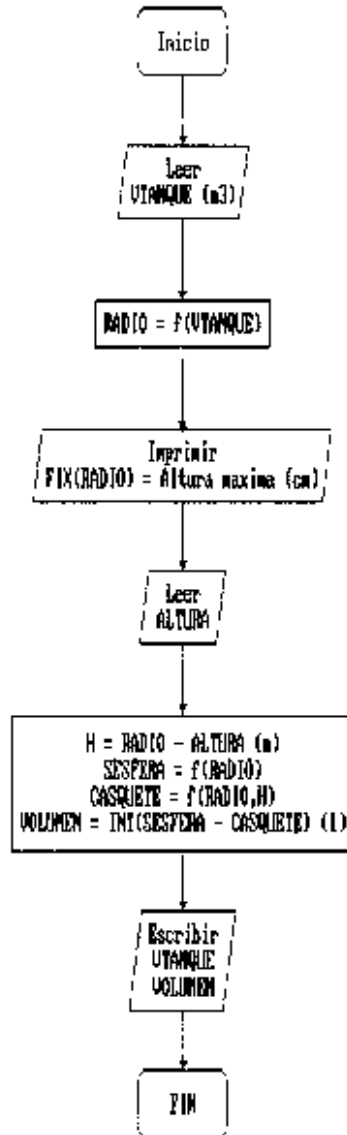 Inicio
Leer
VTANQUE (m3)
RADIO = f(VTANQUE)
Imprimir
FIX(RADIO) = Altura maxima (cm)
Leer
ALTURA
H = RADIO - ALTURA (m)
SESFERA = f(RADIO)
CASQUETE = f(RADIO,H)
VOLUMEN = INT(SESFERA - CASQUETE) (l)
Escribir
VTANQUE
VOLUMEN
FIN